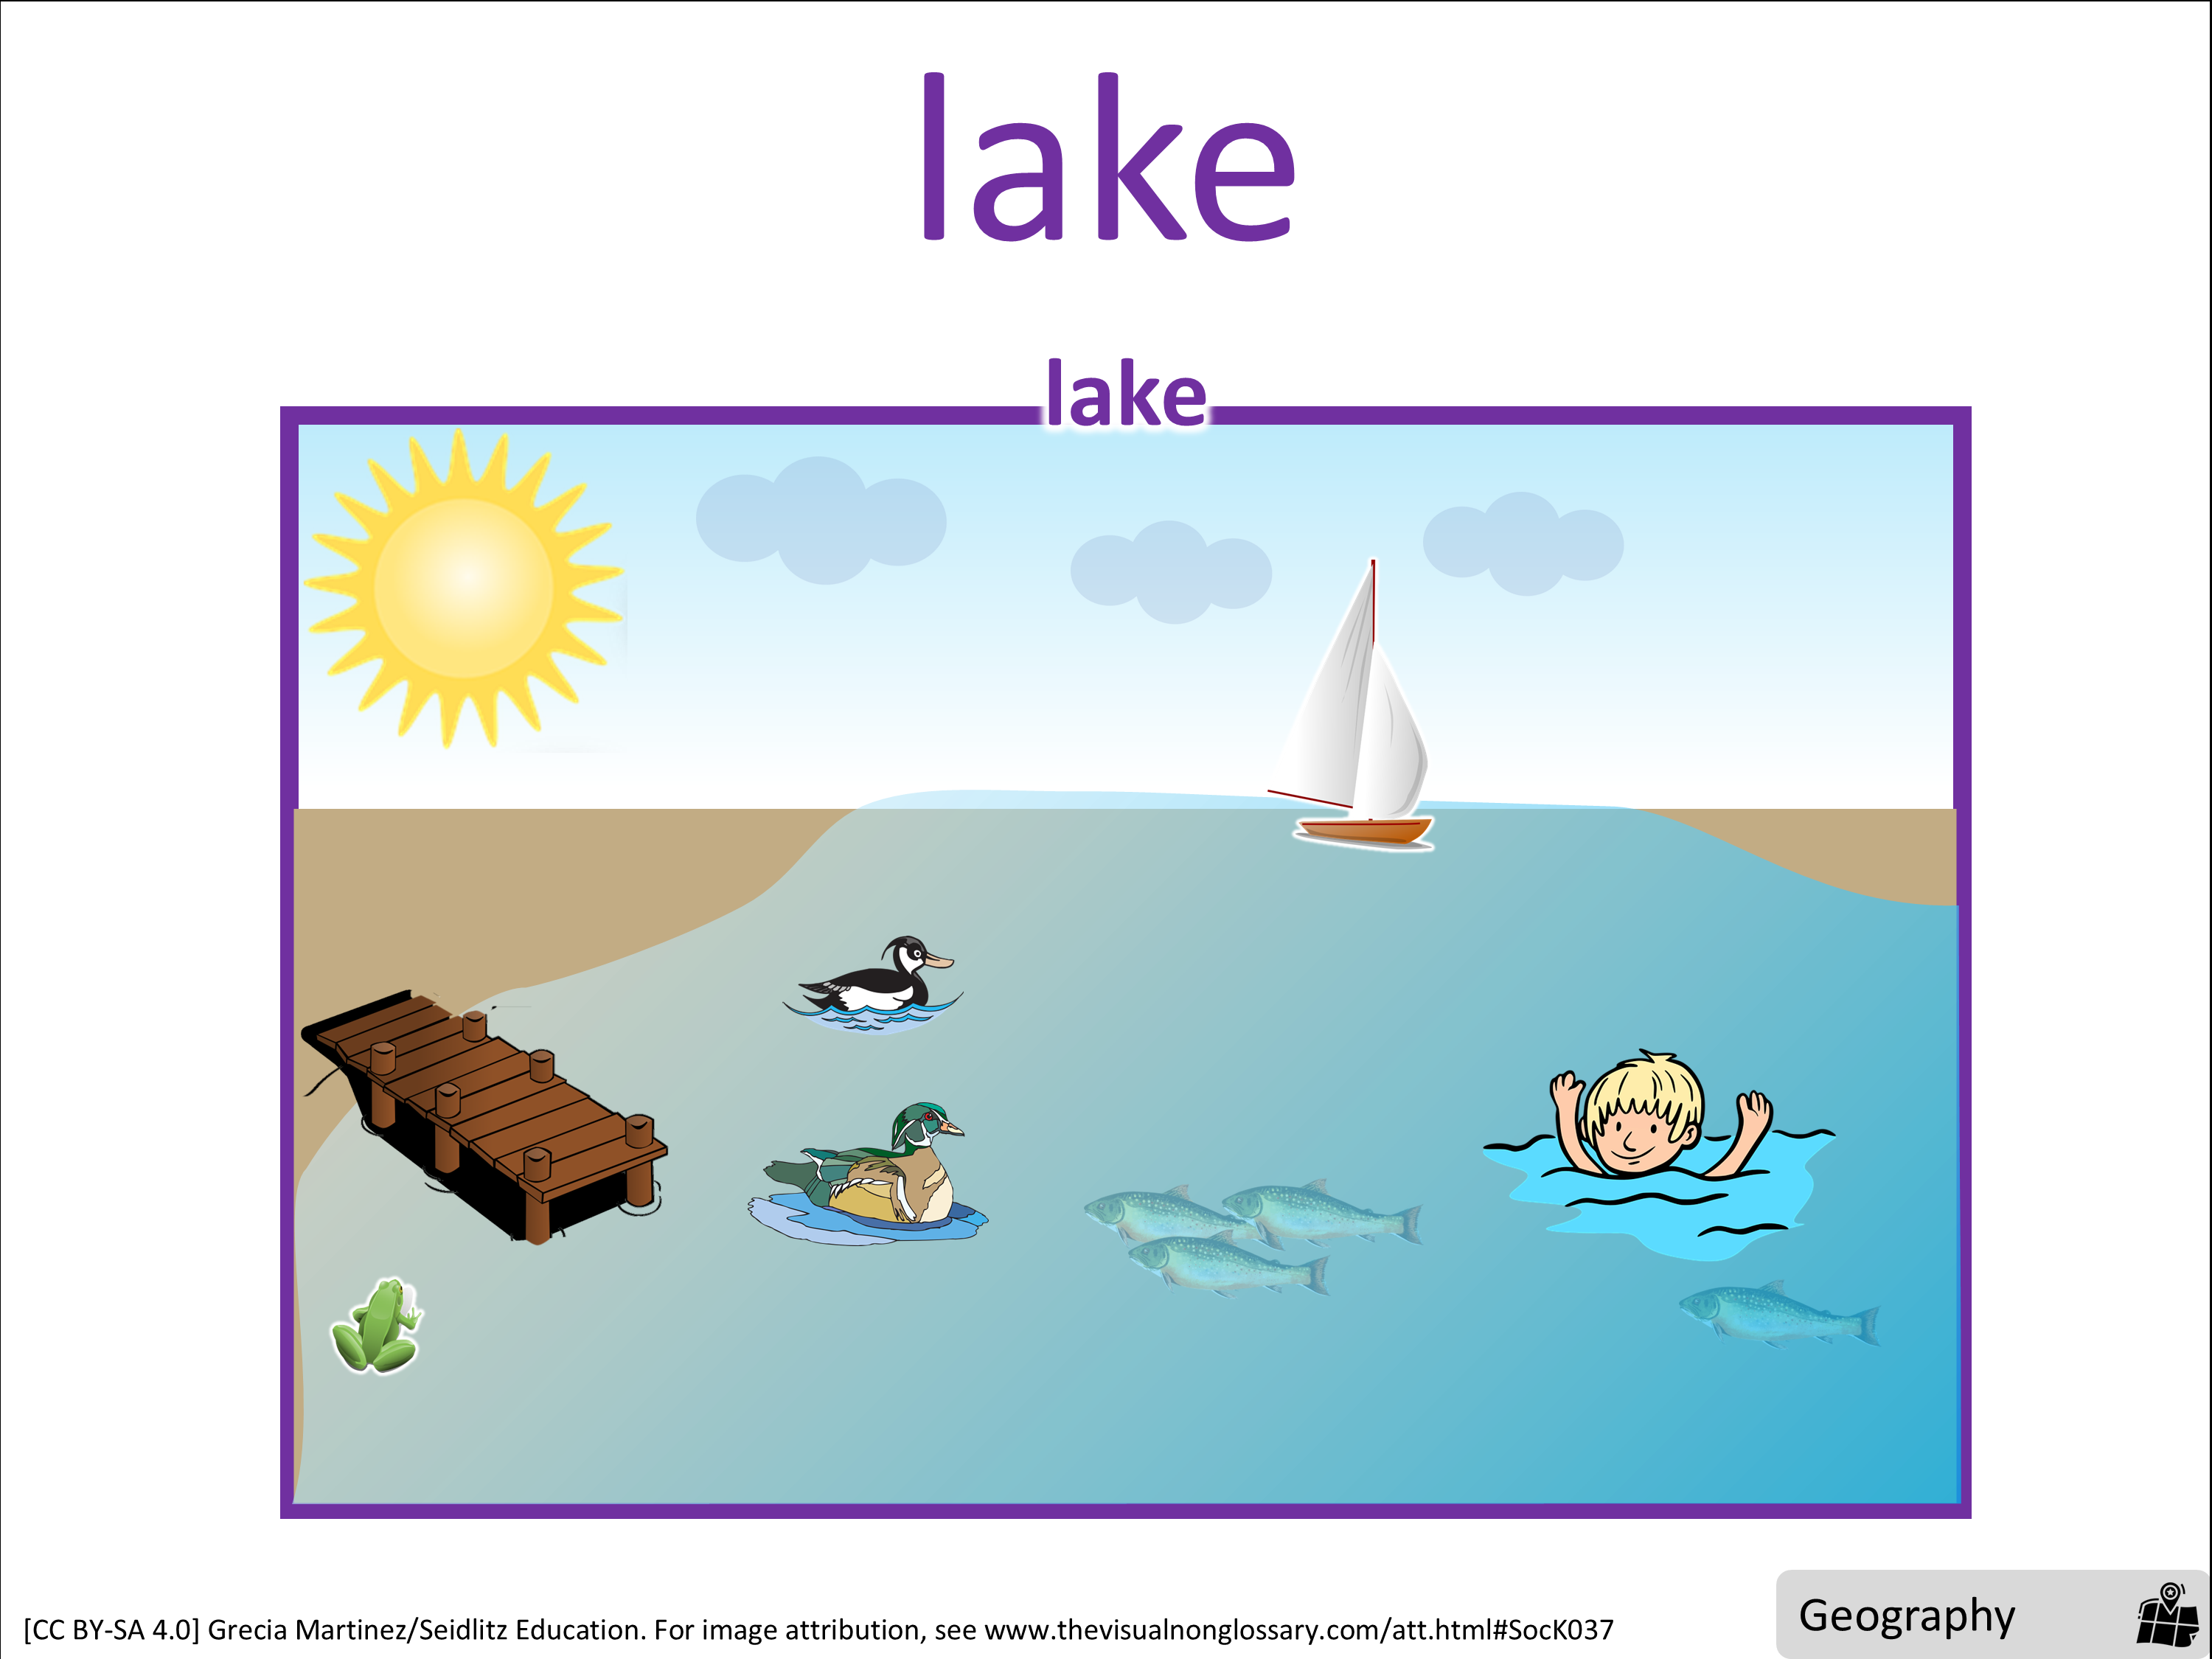 lake
lake
[CC BY-SA 4.0] Grecia Martinez/Seidlitz Education. For image attribution, see www.thevisualnonglossary.com/att.html#SocK037
Geography